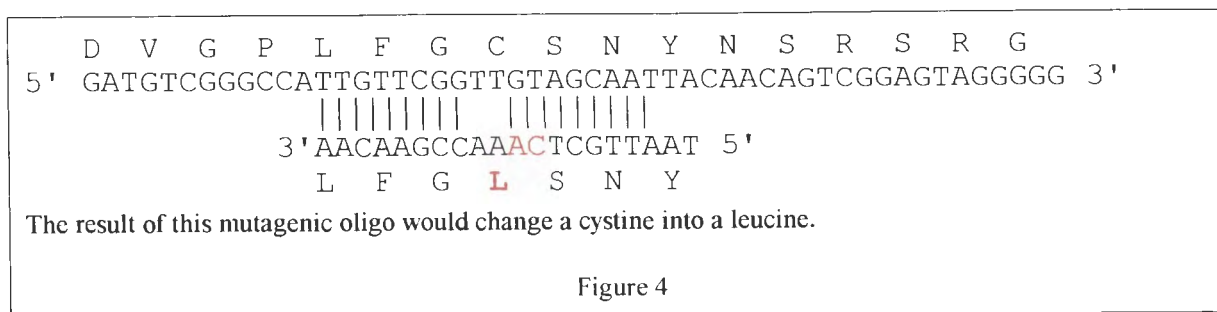 D V G P L F G C S N Y N S R S R G
5' GATGTCGGGCCATTGTTCGGTTGTAGCAATTACAACAGTCGGAGTAGGGGG 3'
3'AACAAGCCAAACTCGTTAAT 5'
L F G L S N Y
The result of this mutagenic oligo would change a cystine into a leucine.
Figure 4